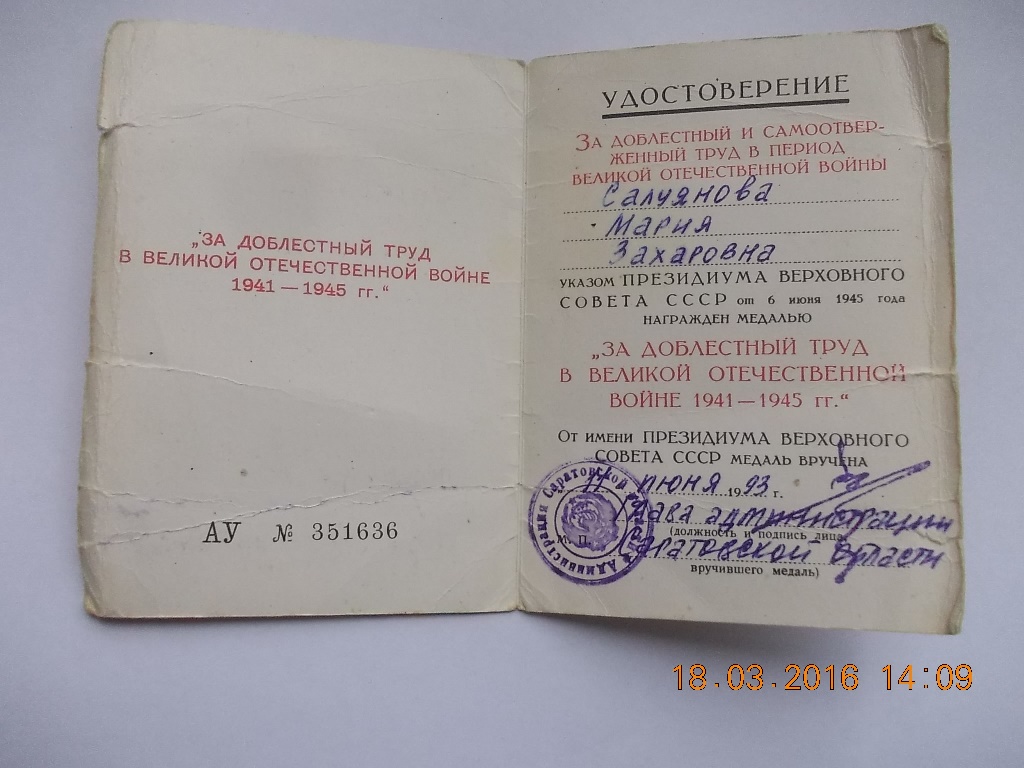 „ЗА ДОБЛЕСТНЫЙ ТРУД
В ВЕЛИКОЙ ОТЕЧЕСТВЕННОЙ ВОЙНЕ
1941 — 1945 гг.“
АУ № 351636
УДОСТОВЕРЕНИЕ
ЗА ДОБЛЕСТНЫЙ И САМООТВЕР-
ЖЕННЫЙ ТРУД В ПЕРИОД
ВЕЛИКОЙ ОТЕЧЕСТВЕННОЙ ВОЙНЫ
Салуянова
Мария
Захаровна
УКАЗОМ ПРЕЗИДИУМА ВЕРХОВНОГО
СОВЕТА СССР от 6 июня 1945 года
НАГРАЖДЕН МЕДАЛЬЮ
„ЗА ДОБЛЕСТНЫЙ ТРУД
В ВЕЛИКОЙ ОТЕЧЕСТВЕННОЙ
ВОЙНЕ 1941 — 1945 гг.“
От имени ПРЕЗИДИУМА ВЕРХОВНОГО
СОВЕТА СССР МЕДАЛЬ ВРУЧЕНА
июня 1993 г.
Глава администрации
М. П. (должность и подпись лица,
Саратовской области
вручившего медаль)
Администрация Саратовской
18.03.2016 14:09